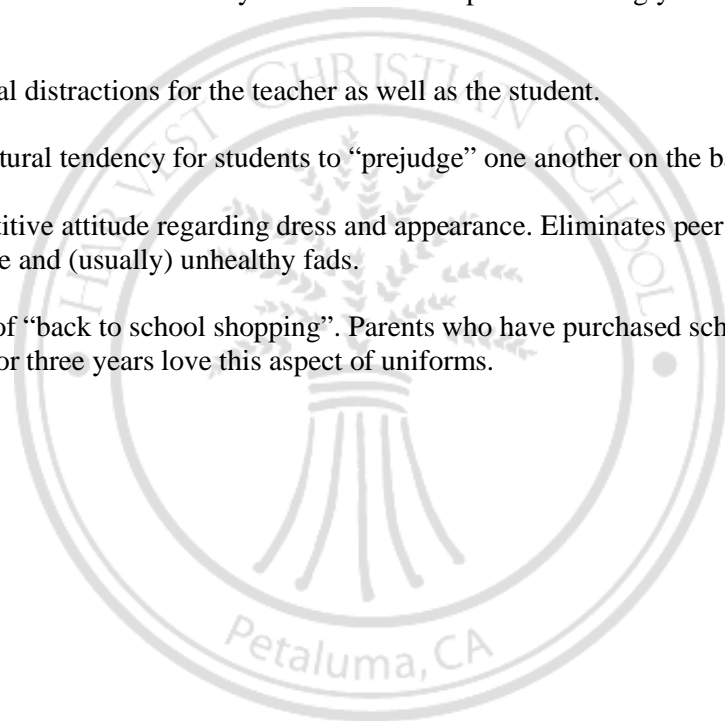 al distractions for the teacher as well as the student.
tural tendency for students to “prejudge” one another on the b
titive attitude regarding dress and appearance. Eliminates peer
e and (usually) unhealthy fads.
of “back to school shopping”. Parents who have purchased sch
or three years love this aspect of uniforms.
HARVEST CHRISTIAN SCHOOL
Petaluma, CA